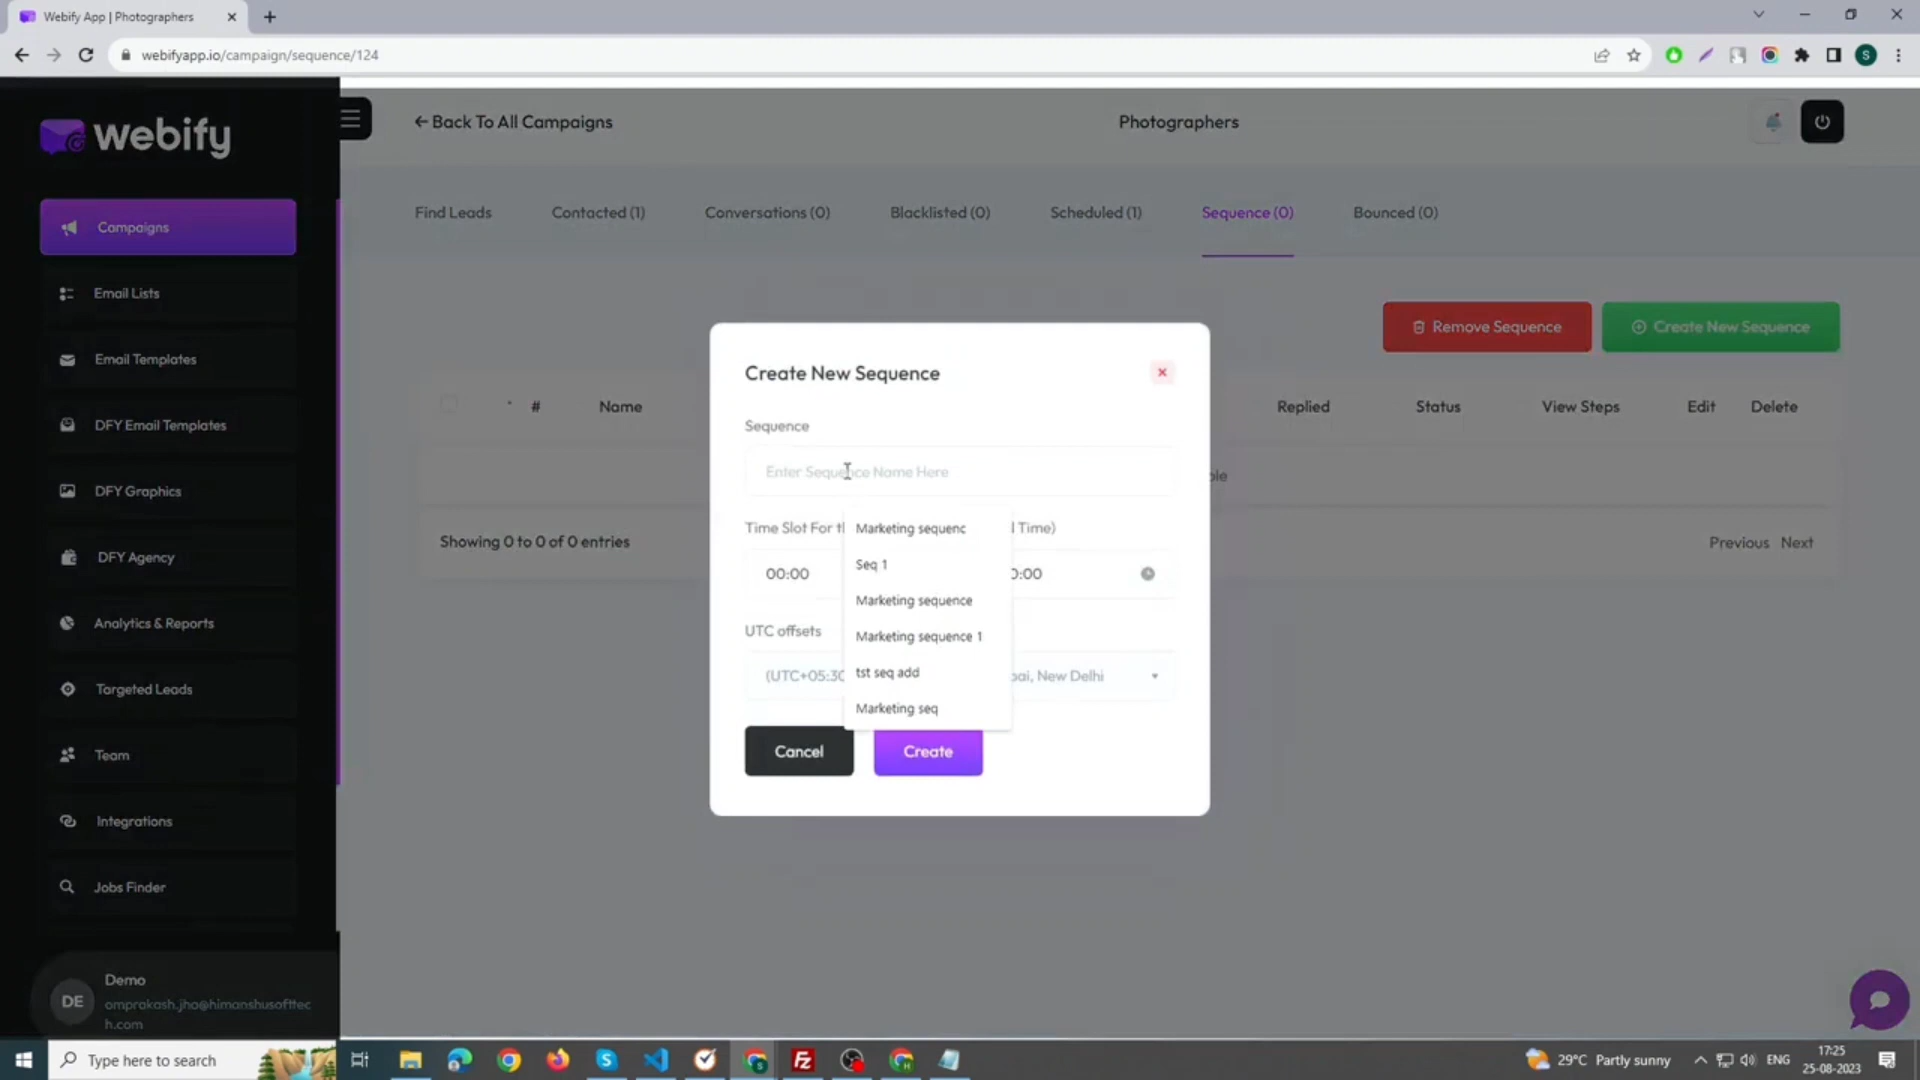 Webify App | Photographers
webifyapp.io/campaign/sequence/124
S
webify
Back To All Campaigns
Photographers
Campaigns
Email Lists
Email Templates
DFY Email Templates
DFY Graphics
DFY Agency
Analytics & Reports
Targeted Leads
Team
Integrations
Jobs Finder
Find Leads
Contacted (1)
Conversations (0)
Blacklisted (0)
Scheduled (1)
Sequence (0)
Bounced (0)
Remove Sequence
Create New Sequence
#
Name
Replied
Status
View Steps
Edit
Delete
Showing 0 to 0 of 0 entries
Previous
Next
Create New Sequence
Sequence
Enter Sequence Name Here
Time Slot For
Time)
00:00
0:00
UTC offsets
(UTC+05:30
New Delhi
Marketing sequenc
Seq 1
Marketing sequence
Marketing sequence 1
tst seq add
Marketing seq
Cancel
Create
DE
Demo
omprakash.jha@himanshusofttec
h.com
Type here to search
29°C Partly sunny
ENG
17:25
25-08-2023